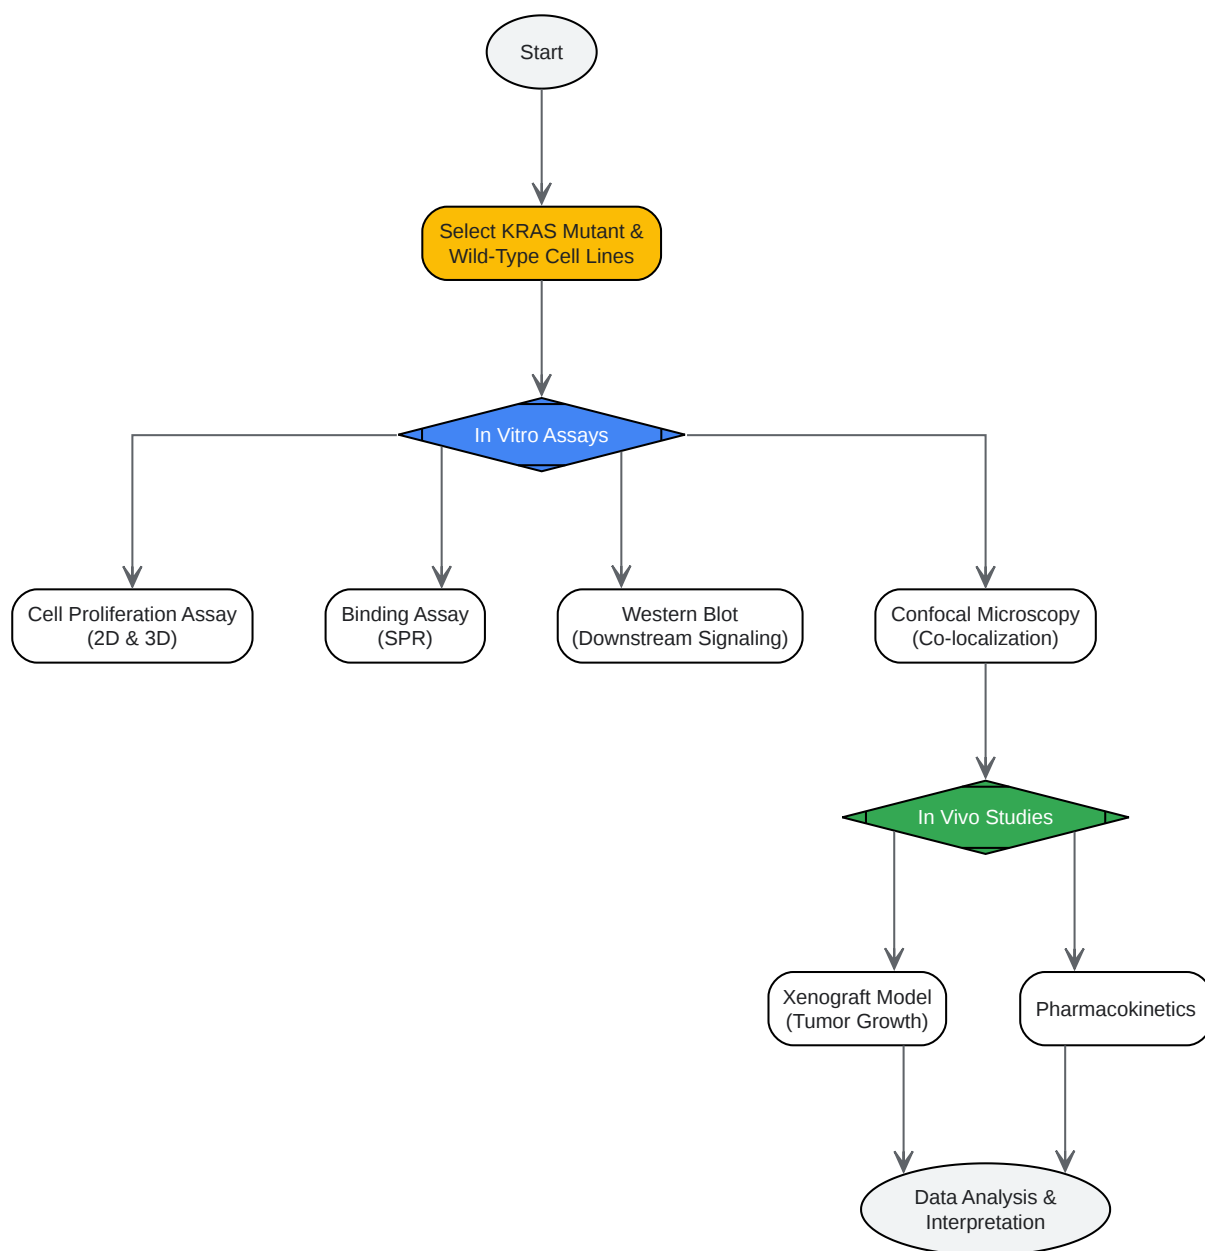 Start
Select KRAS Mutant &
Wild-Type Cell Lines
In Vitro Assays
Cell Proliferation Assay
(2D & 3D)
Binding Assay
(SPR)
Western Blot
(Downstream Signaling)
Confocal Microscopy
(Co-localization)
In Vivo Studies
Xenograft Model
(Tumor Growth)
Pharmacokinetics
Data Analysis &
Interpretation